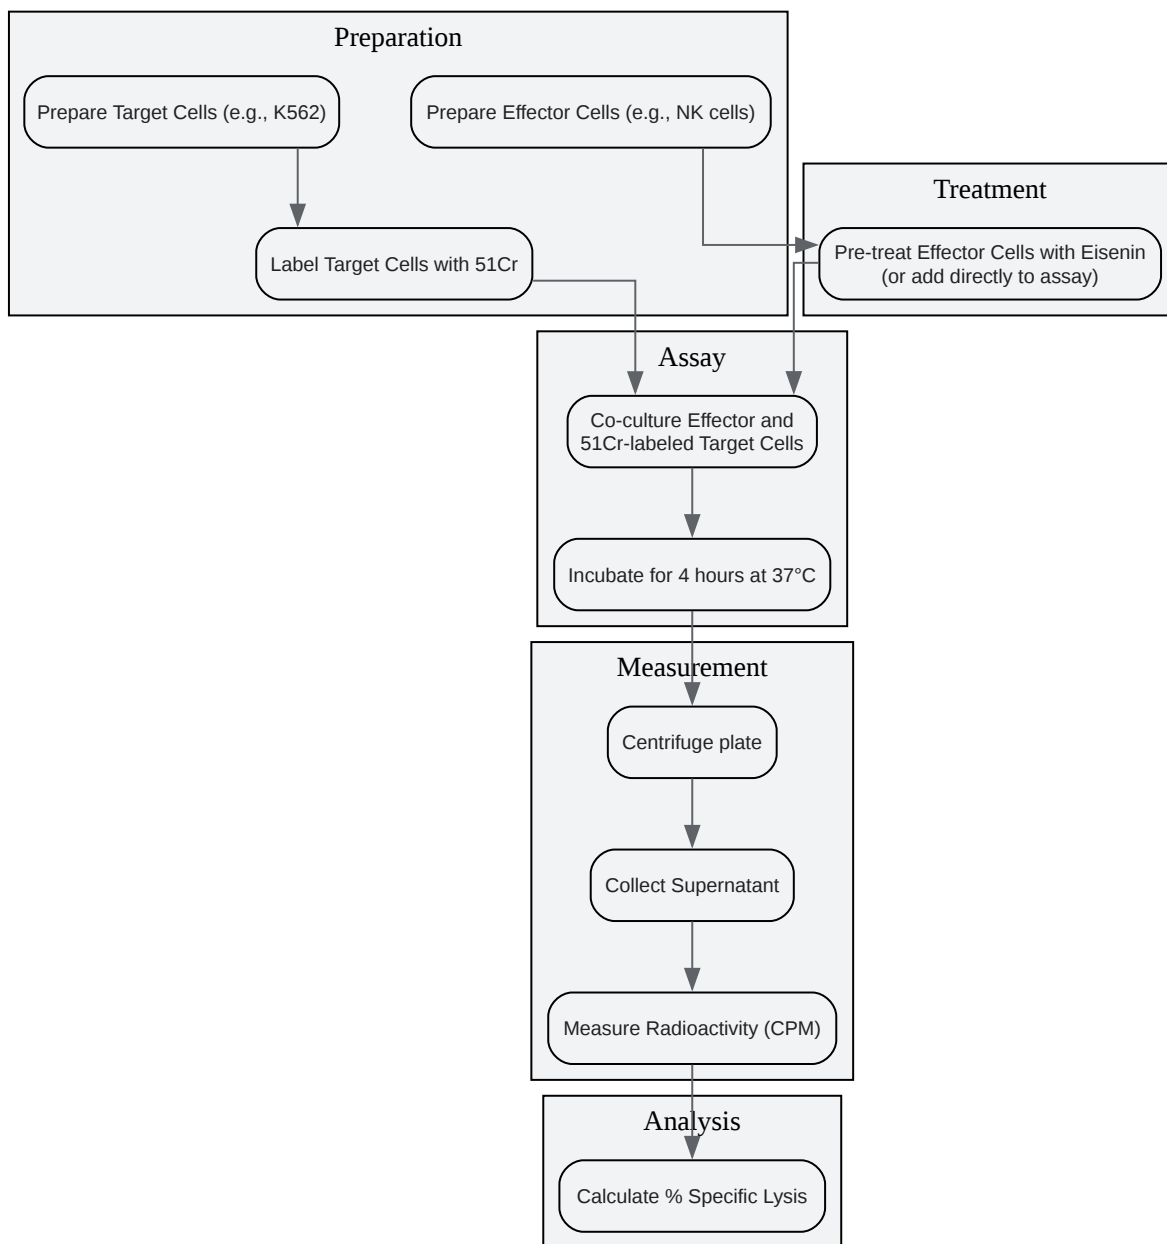 Preparation
Prepare Target Cells (e.g., K562)
Prepare Effector Cells (e.g., NK cells)
Label Target Cells with 51Cr
Treatment
Pre-treat Effector Cells with Eisenin
(or add directly to assay)
Assay
Co-culture Effector and
51Cr-labeled Target Cells
Incubate for 4 hours at 37°C
Measurement
Centrifuge plate
Collect Supernatant
Measure Radioactivity (CPM)
Analysis
Calculate % Specific Lysis